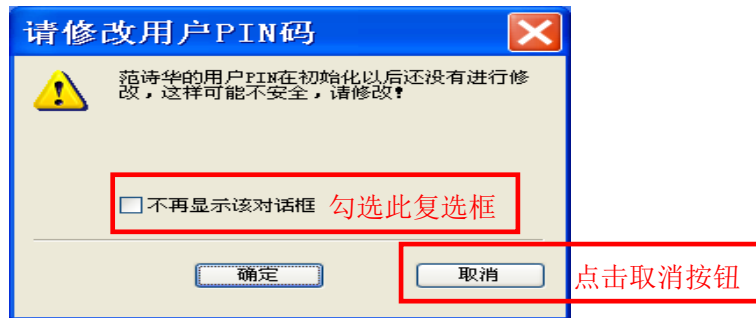 请修改用户PIN码
范诗华的用户PIN在初始化以后还没有进行修
改，这样可能不安全，请修改！
不再显示该对话框 勾选此复选框
确定 取消 点击取消按钮